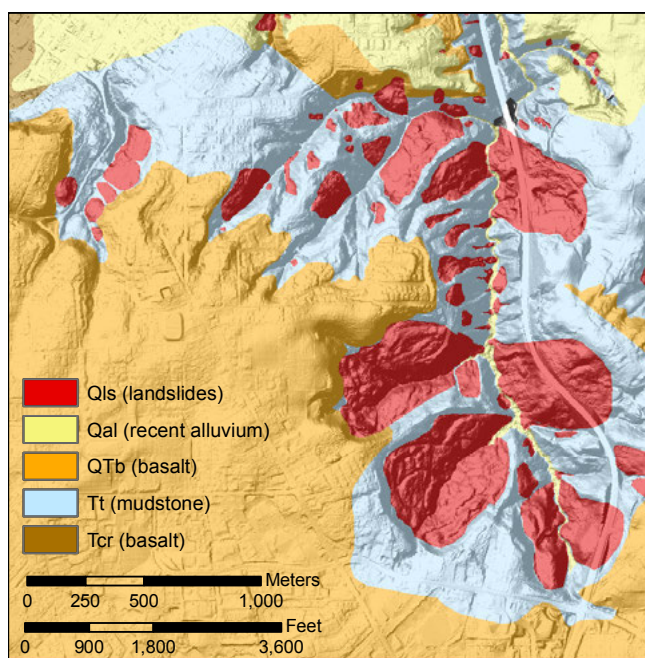 Qls (landslides)
Qal (recent alluvium)
QTb (basalt)
Tt (mudstone)
Tcr (basalt)
Meters
0 250 500 1,000
Feet
0 900 1,800 3,600